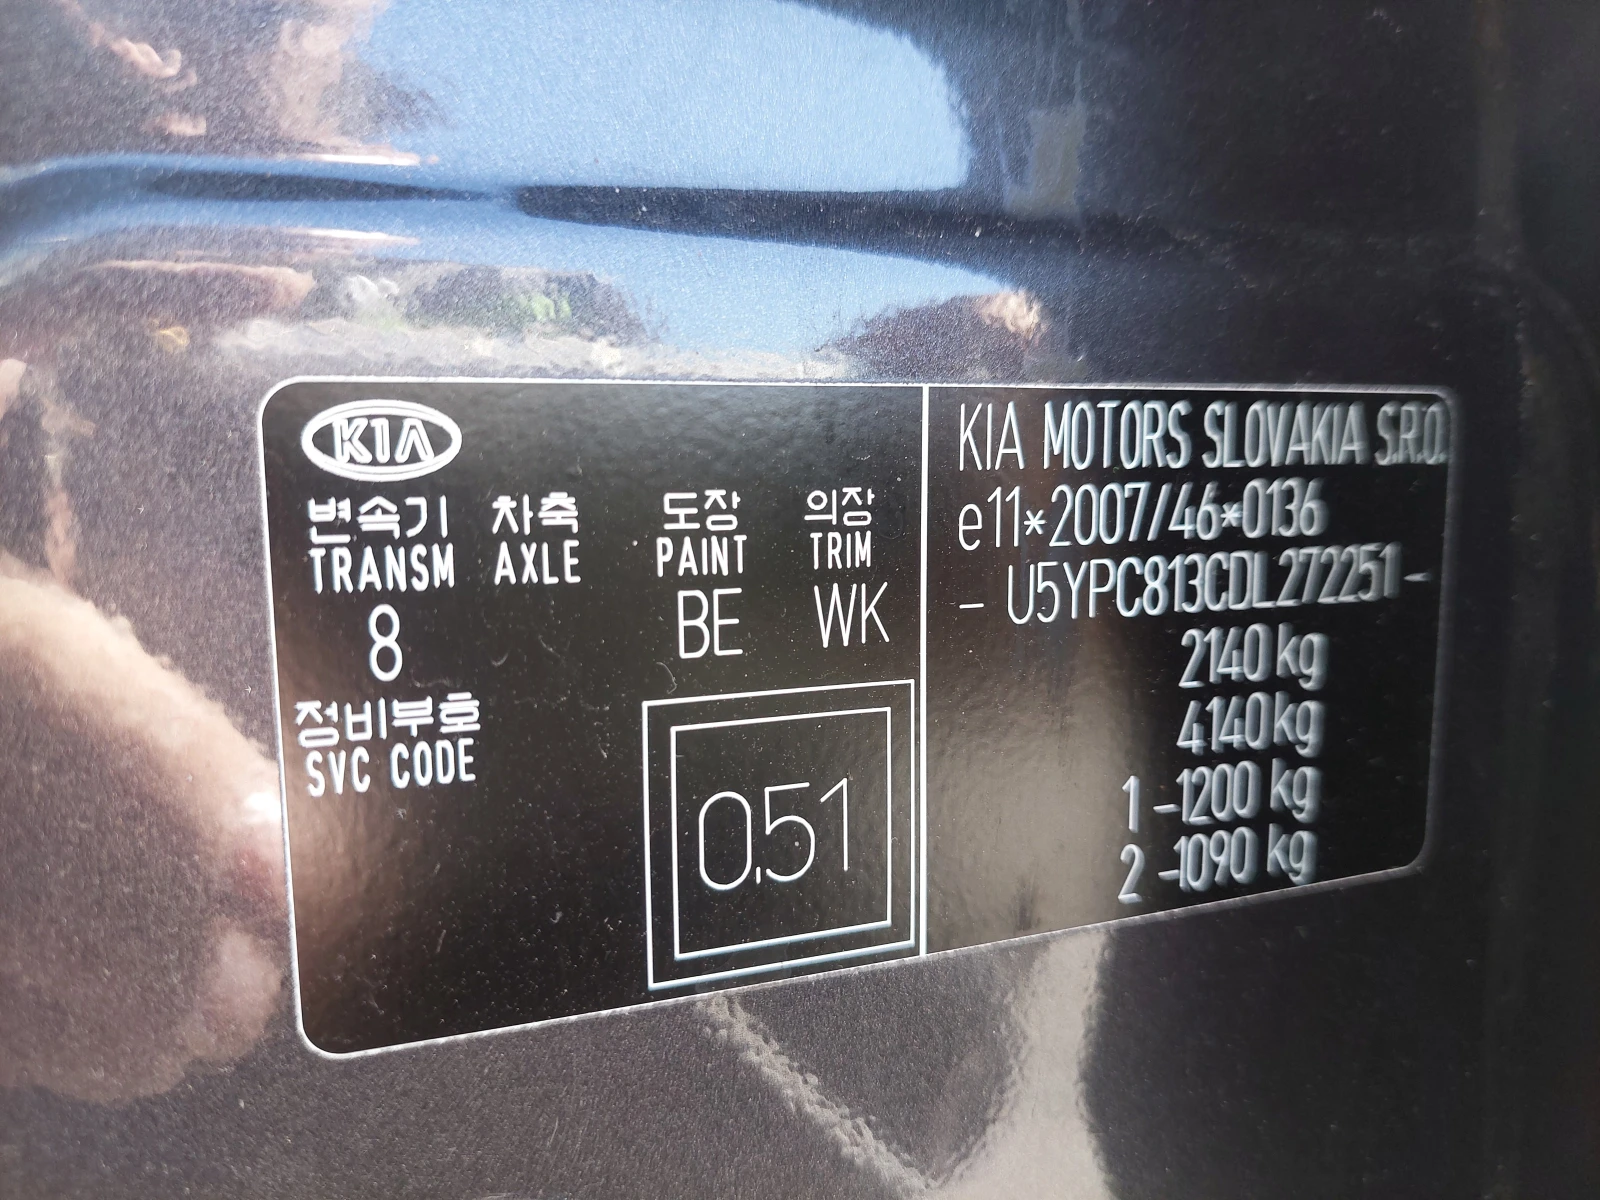 KIA
변속기 차축 도장 의장
TRANSM AXLE PAINT TRIM
8 BE WK
정비부호
SVC CODE
0.51
KIA MOTORS SLOVAKIA S.R.O.
e11*2007/46*0136
- U5YPC813CDL272251 -
2140 kg
4140 kg
1 -1200 kg
2 -1090 kg